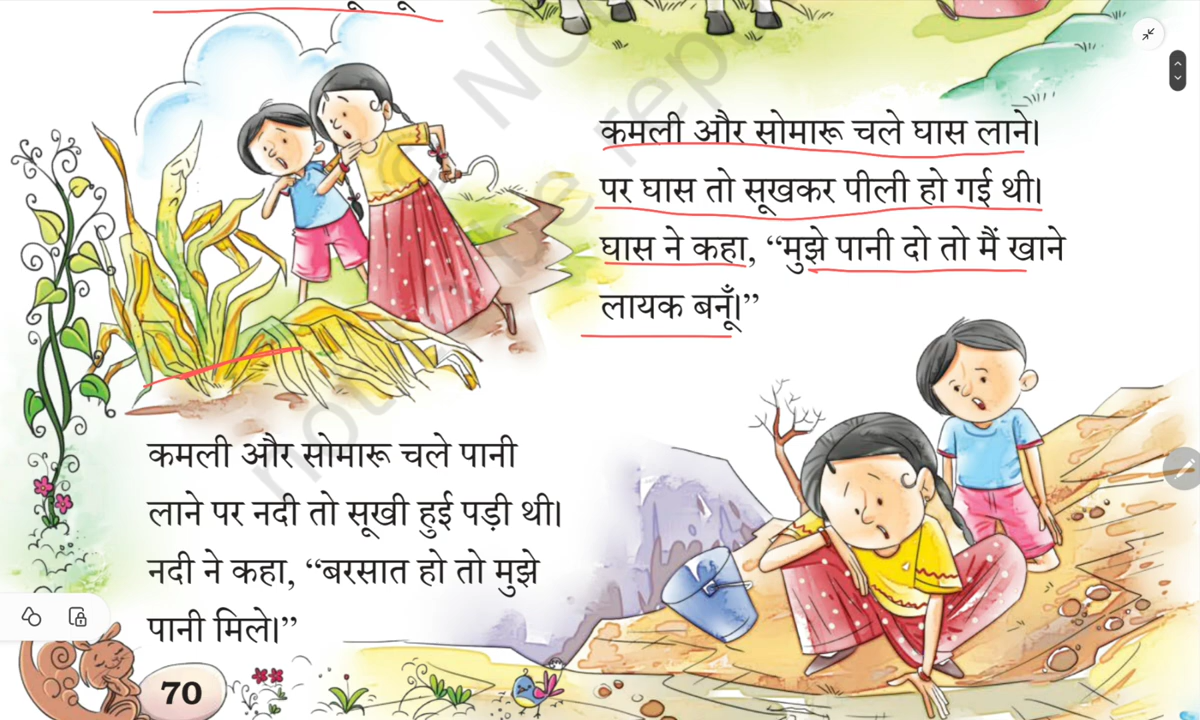 कमली और सोमारू चले घास लाने।
पर घास तो सूखकर पीली हो गई थी।
घास ने कहा, “मुझे पानी दो तो मैं खाने
लायक बनूँ।”
कमली और सोमारू चले पानी
लाने पर नदी तो सूखी हुई पड़ी थी।
नदी ने कहा, “बरसात हो तो मुझे
पानी मिले।”
70